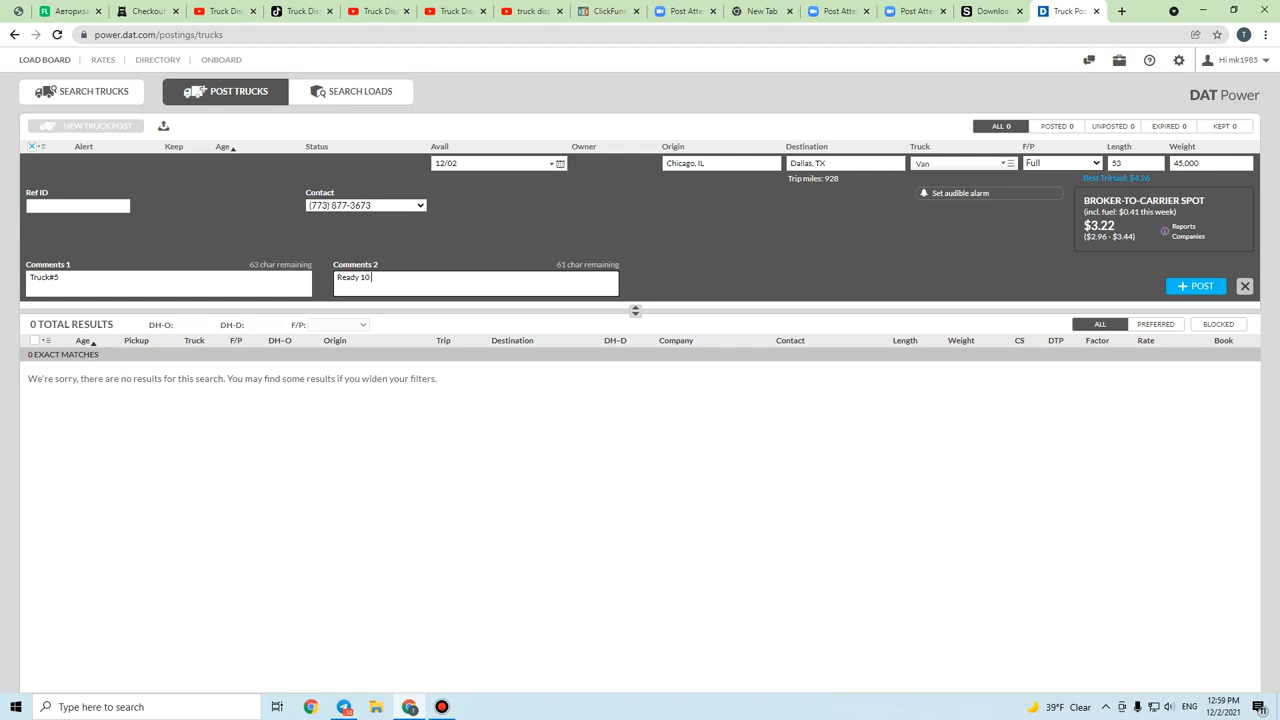 Aeropusa
Checkout
Truck Disp
Truck Disp
Truck Disp
truck disp
ClickFunn
Post Atte
New Tab
Post Atte
Post Atte
Download
Truck Po
power.dat.com/postings/trucks
T
LOAD BOARD RATES DIRECTORY ONBOARD
Hi mk1985
SEARCH TRUCKS POST TRUCKS SEARCH LOADS
DAT Power
NEW TRUCK POST
ALL 0 POSTED 0 UNPOSTED 0 EXPIRED 0 KEPT 0
Alert Keep Age Status Avail Owner Origin Destination Truck F/P Length Weight
12/02 Chicago, IL Dallas, TX Van Full 53 45,000
Trip miles: 928
Best TriHaul: $4.26
Ref ID
Contact
(773) 877-3673
Set audible alarm
BROKER-TO-CARRIER SPOT
(incl. fuel: $0.41 this week)
$3.22
($2.96 - $3.44)
Reports
Companies
Comments 1 63 char remaining
Truck#5
Comments 2 61 char remaining
Ready 10
+ POST
0 TOTAL RESULTS DH-O: DH-D: F/P:
ALL PREFERRED BLOCKED
Age Pickup Truck F/P DH-O Origin Trip Destination DH-D Company Contact Length Weight CS DTP Factor Rate Book
0 EXACT MATCHES
We're sorry, there are no results for this search. You may find some results if you widen your filters.
Type here to search
39°F Clear
ENG
12:59 PM
12/2/2021